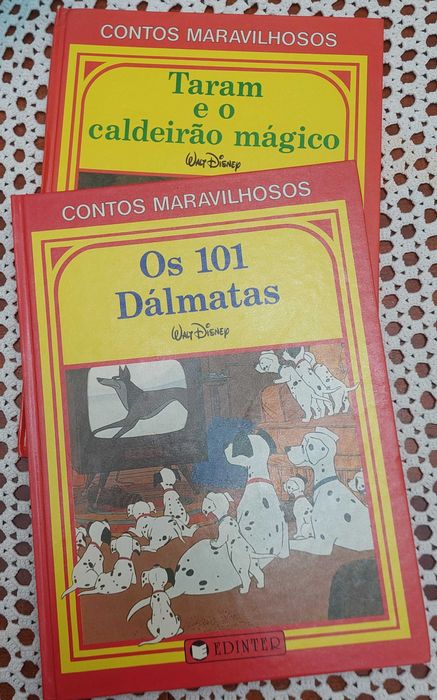 CONTOS MARAVILHOSOS
Taram
e o
caldeirão mágico
WALT DISNEY
CONTOS MARAVILHOSOS
Os 101
Dálmatas
WALT DISNEY
EDINTER